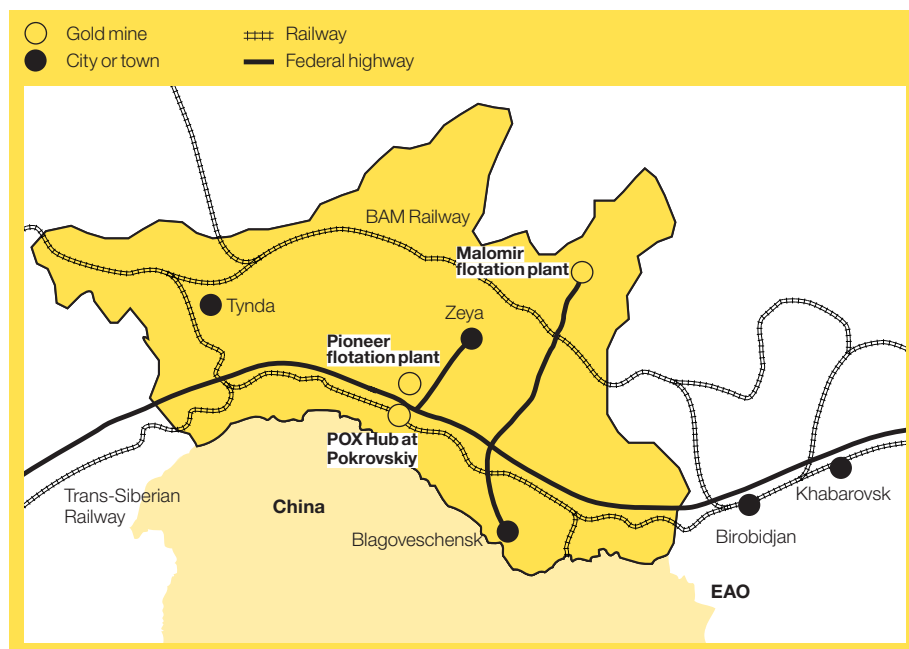 Gold mine
Railway
City or town
Federal highway
BAM Railway
Malomir
flotation plant
Tynda
Zeya
Pioneer
flotation plant
POX Hub at
Pokrovskiy
Trans-Siberian
Railway
China
Khabarovsk
Blagoveschensk
Birobidjan
EAO